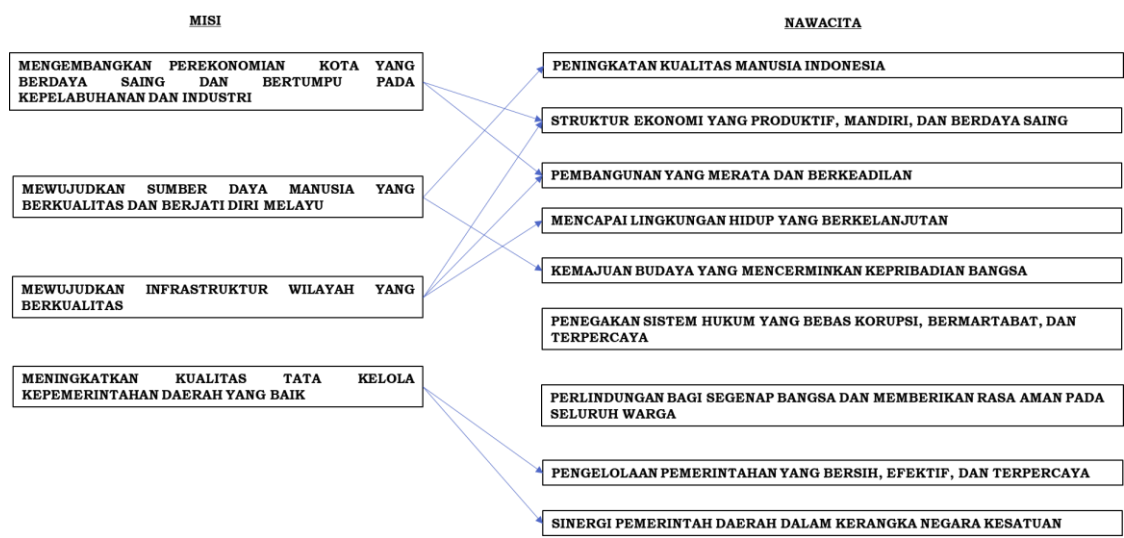 MISI
MENGEMBANGKAN PEREKONOMIAN KOTA YANG
BERDAYA SAING DAN BERTUMPU PADA
KEPELABUHANAN DAN INDUSTRI
MEWUJUDKAN SUMBER DAYA MANUSIA YANG
BERKUALITAS DAN BERJATI DIRI MELAYU
MEWUJUDKAN INFRASTRUKTUR WILAYAH YANG
BERKUALITAS
MENINGKATKAN KUALITAS TATA KELOLA
KEPEMERINTAHAN DAERAH YANG BAIK
NAWACITA
PENINGKATAN KUALITAS MANUSIA INDONESIA
STRUKTUR EKONOMI YANG PRODUKTIF, MANDIRI, DAN BERDAYA SAING
PEMBANGUNAN YANG MERATA DAN BERKEADILAN
MENCAPAI LINGKUNGAN HIDUP YANG BERKELANJUTAN
KEMAJUAN BUDAYA YANG MENCERMINKAN KEPRIBADIAN BANGSA
PENEGAKAN SISTEM HUKUM YANG BEBAS KORUPSI, BERMARTABAT, DAN
TERPERCAYA
PERLINDUNGAN BAGI SEGENAP BANGSA DAN MEMBERIKAN RASA AMAN PADA
SELURUH WARGA
PENGELOLAAN PEMERINTAHAN YANG BERSIH, EFEKTIF, DAN TERPERCAYA
SINERGI PEMERINTAH DAERAH DALAM KERANGKA NEGARA KESATUAN